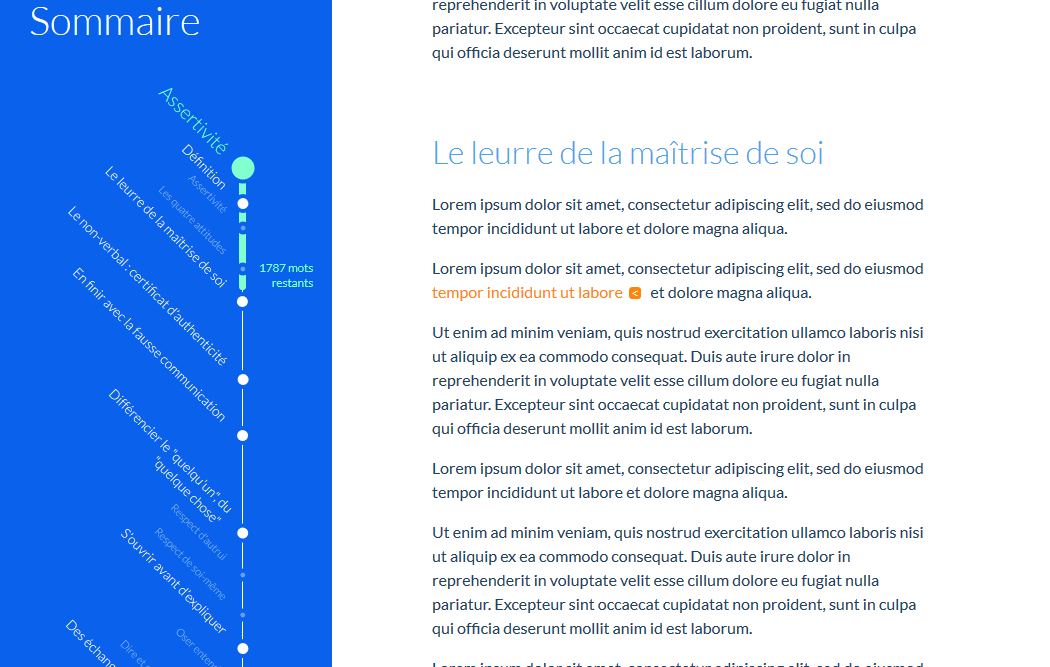 Sommaire
Assertivité
Définition
Assertivité
Les quatre attitudes
Le leurre de la maîtrise de soi
1787 mots
restants
Le non-verbal : certificat d'authenticité
En finir avec la fausse communication
Différencier le "quelqu'un", du
"quelque chose"
Respect d'autrui
Respect de soi-même
S'ouvrir avant d'expliquer
Oser enten
Dire et
Des échan
reprehenderit in voluptate velit esse cillum dolore eu fugiat nulla
pariatur. Excepteur sint occaecat cupidatat non proident, sunt in culpa
qui officia deserunt mollit anim id est laborum.
Le leurre de la maîtrise de soi
Lorem ipsum dolor sit amet, consectetur adipiscing elit, sed do eiusmod
tempor incididunt ut labore et dolore magna aliqua.
Lorem ipsum dolor sit amet, consectetur adipiscing elit, sed do eiusmod
tempor incididunt ut labore < et dolore magna aliqua.
Ut enim ad minim veniam, quis nostrud exercitation ullamco laboris nisi
ut aliquip ex ea commodo consequat. Duis aute irure dolor in
reprehenderit in voluptate velit esse cillum dolore eu fugiat nulla
pariatur. Excepteur sint occaecat cupidatat non proident, sunt in culpa
qui officia deserunt mollit anim id est laborum.
Lorem ipsum dolor sit amet, consectetur adipiscing elit, sed do eiusmod
tempor incididunt ut labore et dolore magna aliqua.
Ut enim ad minim veniam, quis nostrud exercitation ullamco laboris nisi
ut aliquip ex ea commodo consequat. Duis aute irure dolor in
reprehenderit in voluptate velit esse cillum dolore eu fugiat nulla
pariatur. Excepteur sint occaecat cupidatat non proident, sunt in culpa
qui officia deserunt mollit anim id est laborum.